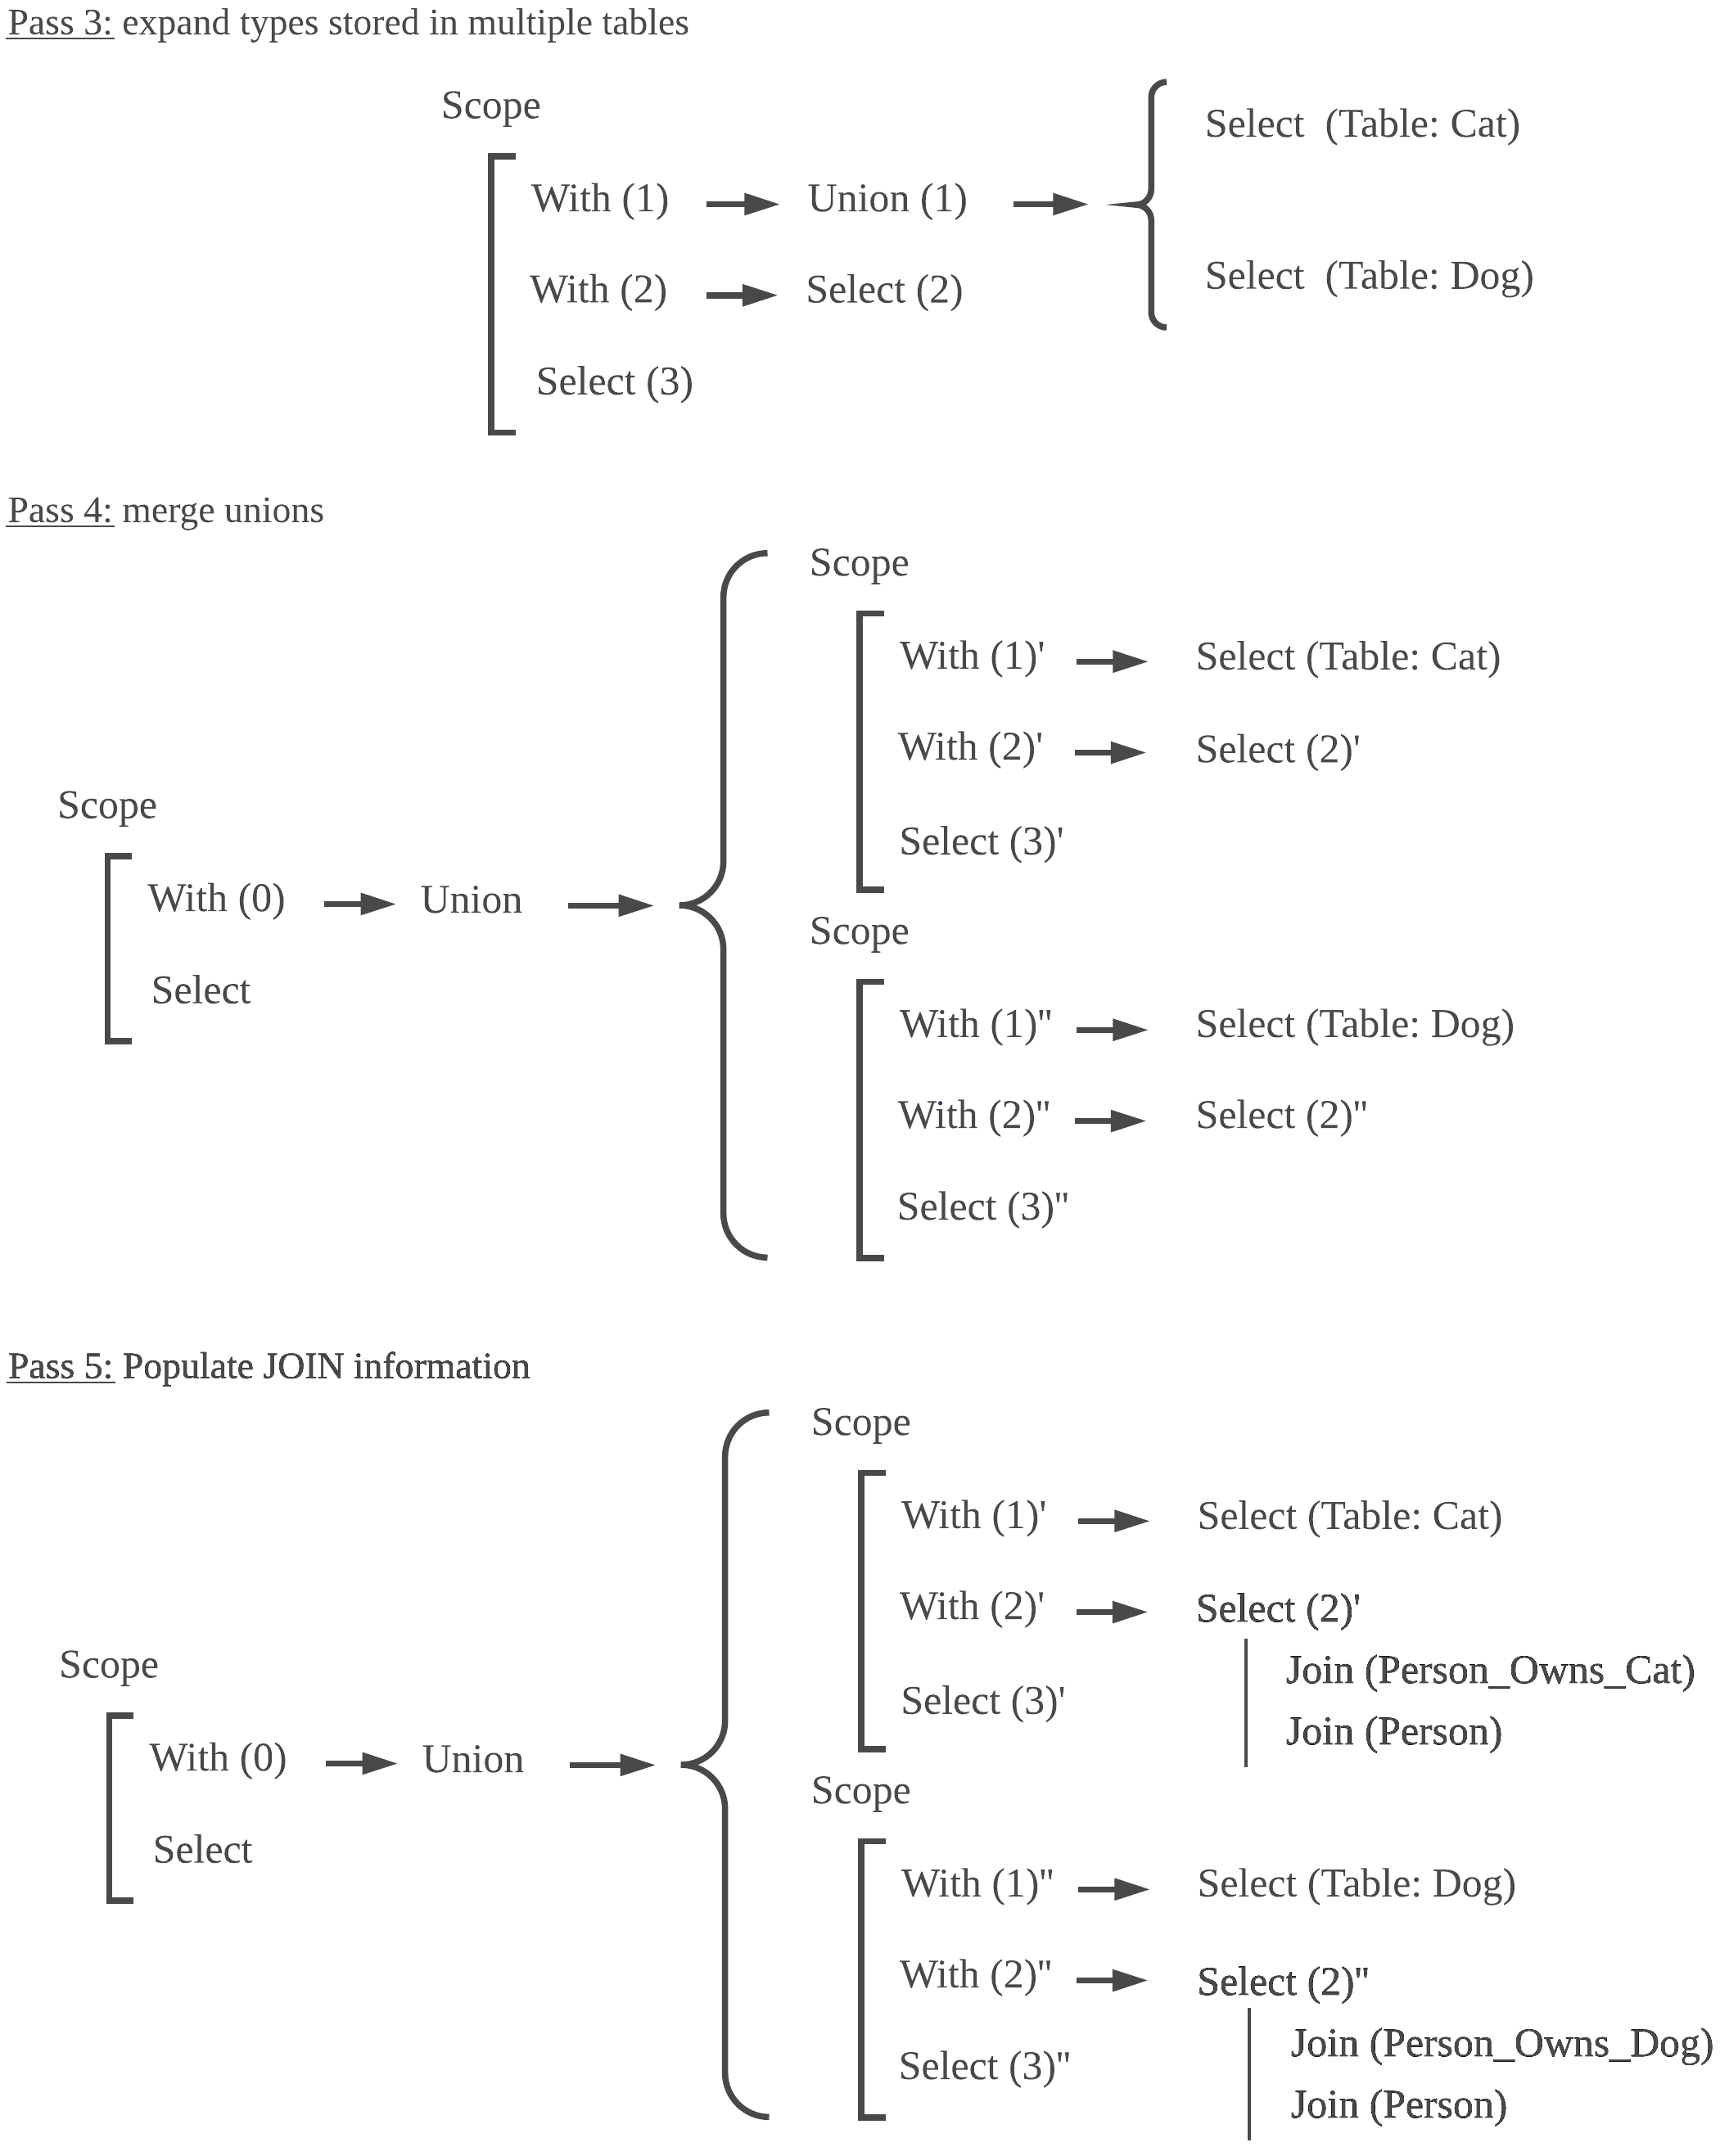 Pass 3: expand types stored in multiple tables
Scope
Select (Table: Cat)
With (1) Union (1)
Select (Table: Dog)
With (2) Select (2)
Select (3)
Pass 4: merge unions
Scope
With (1)' Select (Table: Cat)
With (2)' Select (2)'
Scope
Select (3)'
With (0) Union
Scope
Select
With (1)" Select (Table: Dog)
With (2)" Select (2)"
Select (3)"
Pass 5: Populate JOIN information
Scope
With (1)' Select (Table: Cat)
With (2)' Select (2)'
Scope
Join (Person_Owns_Cat)
Select (3)'
Join (Person)
With (0) Union
Scope
Select
With (1)" Select (Table: Dog)
With (2)" Select (2)"
Join (Person_Owns_Dog)
Select (3)"
Join (Person)